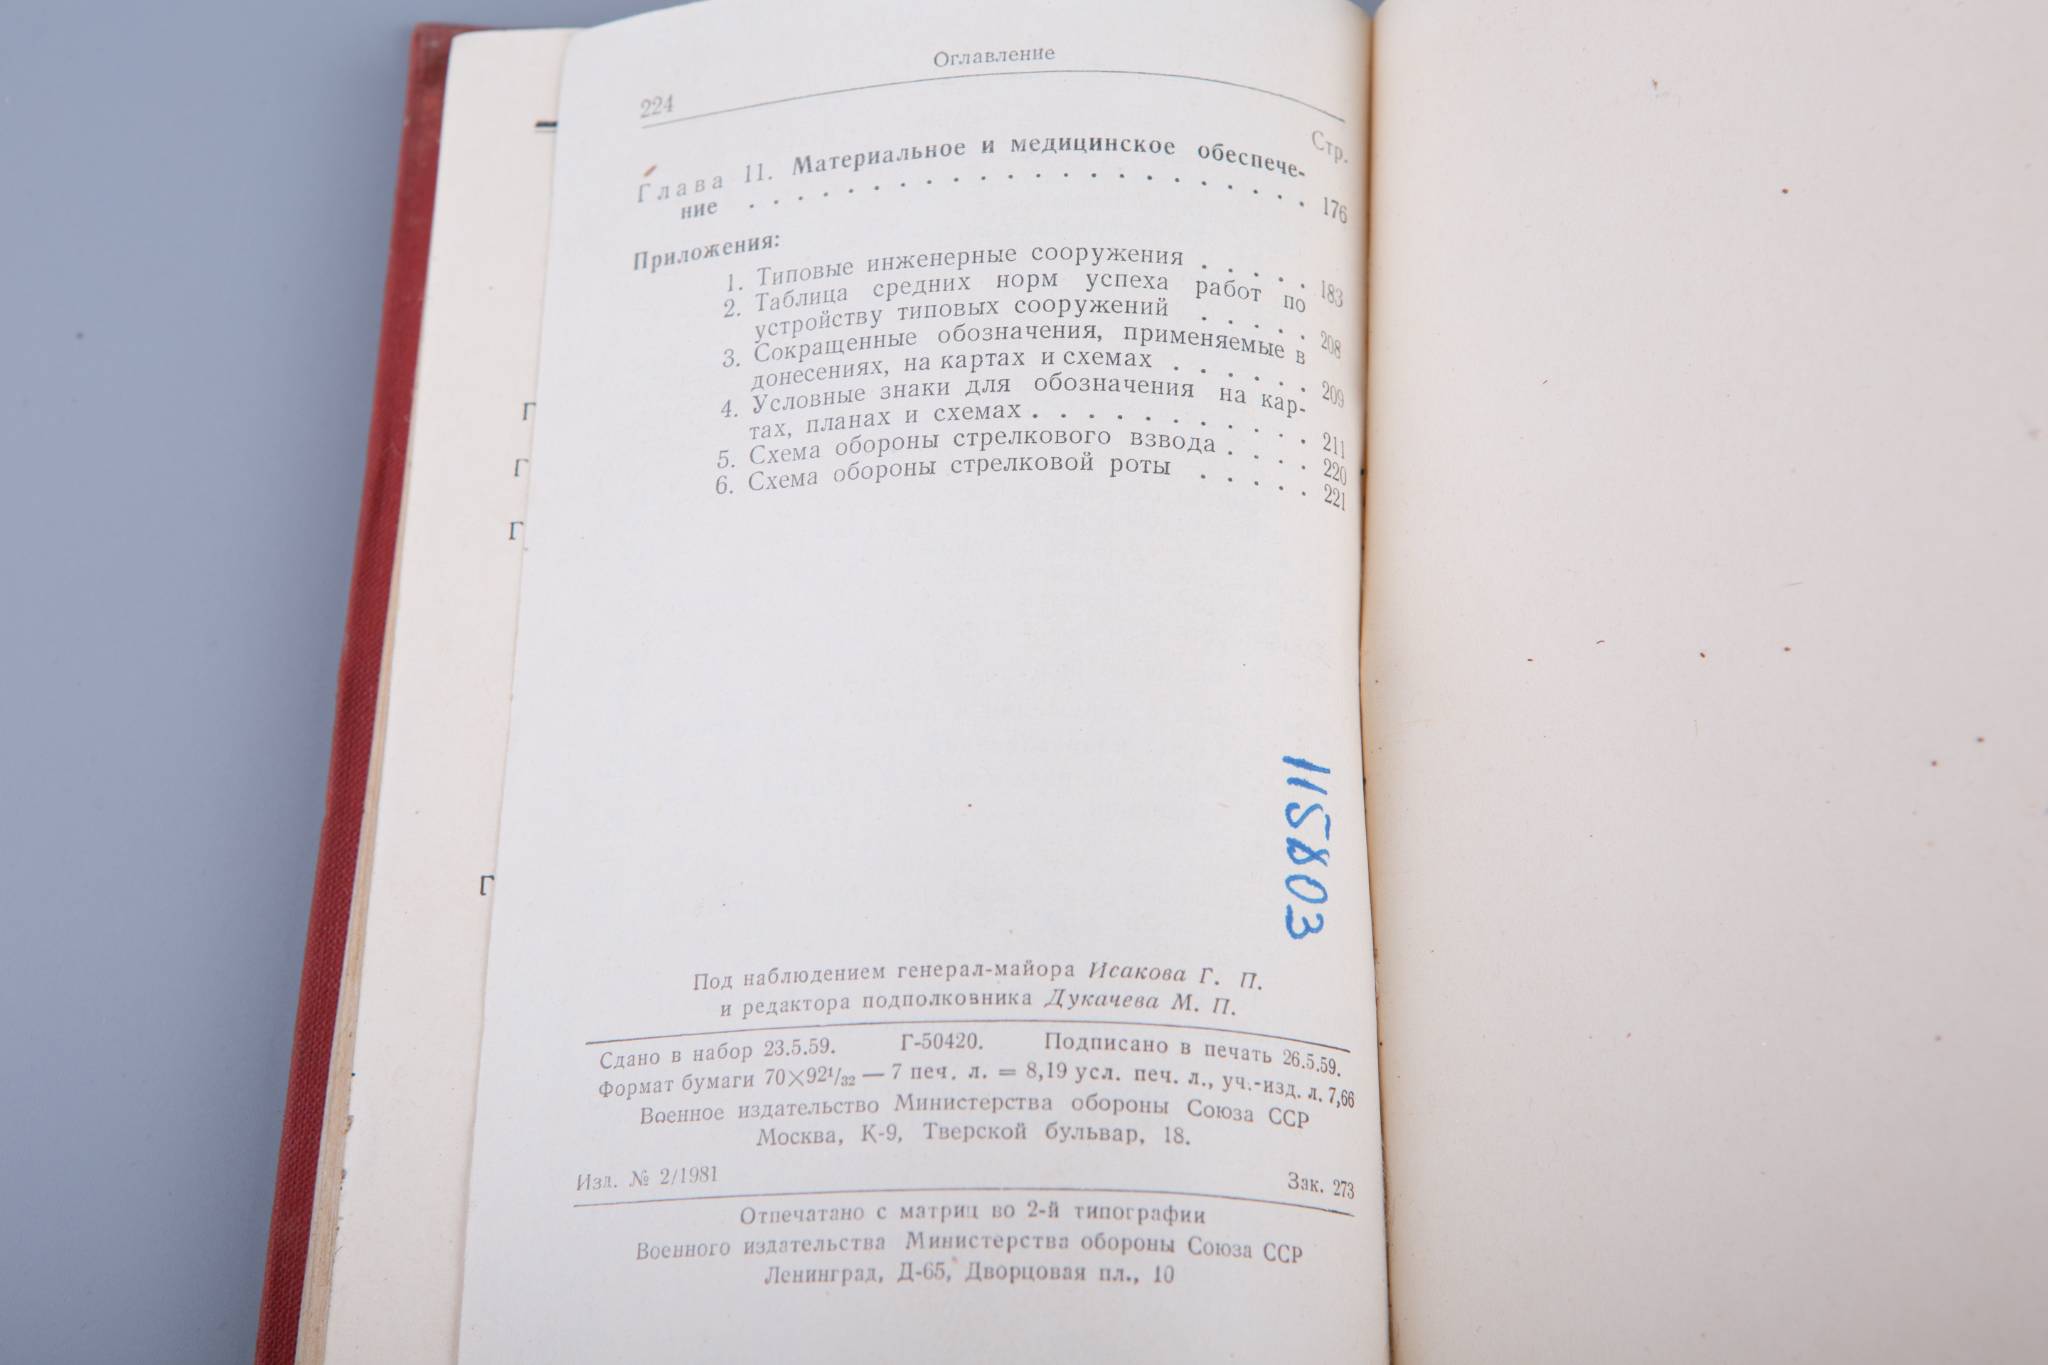 Оглавление
224
Стр.
Глава 11. Материальное и медицинское обеспече-
ние . . . . . . . . . . . . . . . . . . . . . 176
Приложения:
1. Типовые инженерные сооружения . . . . . 183
2. Таблица средних норм успеха работ по
устройству типовых сооружений . . . . . 208
3. Сокращенные обозначения, применяемые в
донесениях, на картах и схемах . . . . . . 209
4. Условные знаки для обозначения на кар-
тах, планах и схемах . . . . . . . . . . 211
5. Схема обороны стрелкового взвода . . . . 220
6. Схема обороны стрелковой роты . . . . . 221
115803
Под наблюдением генерал-майора Исакова Г. П.
и редактора подполковника Дукачева М. П.
Сдано в набор 23.5.59. Г-50420. Подписано в печать 26.5.59.
Формат бумаги 70×92¹/₃₂ — 7 печ. л. = 8,19 усл. печ. л., уч.-изд. л. 7,66
Военное издательство Министерства обороны Союза ССР
Москва, К-9, Тверской бульвар, 18.
Изд. № 2/1981 Зак. 273
Отпечатано с матриц во 2-й типографии
Военного издательства Министерства обороны Союза ССР
Ленинград, Д-65, Дворцовая пл., 10
Г
Г
Г
Г